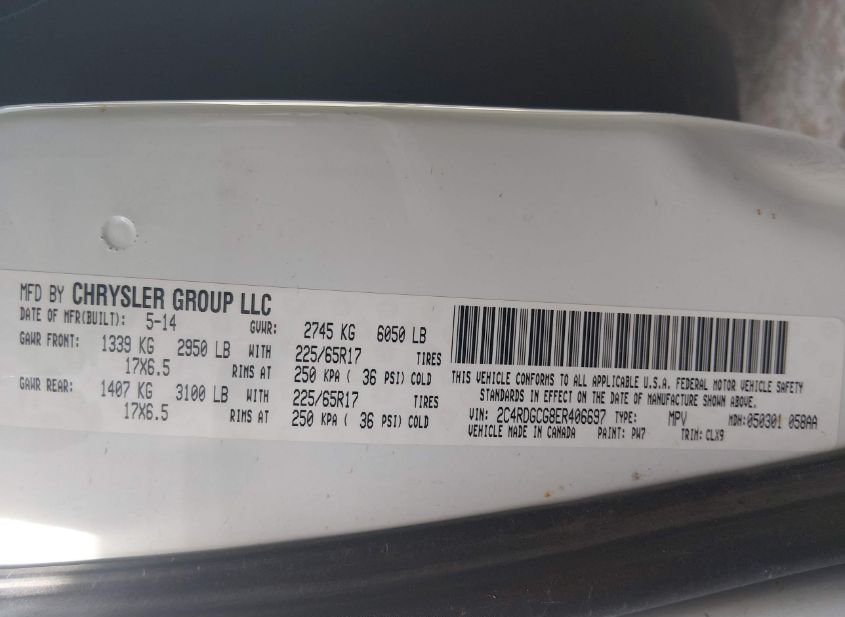 MFD BY CHRYSLER GROUP LLC
DATE OF MFR(BUILT): 5-14 GVWR: 2745 KG 6050 LB
GAWR FRONT: 1339 KG 2950 LB WITH 225/65R17 TIRES
17X6.5 RIMS AT 250 KPA ( 36 PSI) COLD
GAWR REAR: 1407 KG 3100 LB WITH 225/65R17 TIRES
17X6.5 RIMS AT 250 KPA ( 36 PSI) COLD
THIS VEHICLE CONFORMS TO ALL APPLICABLE U.S.A. FEDERAL MOTOR VEHICLE SAFETY
STANDARDS IN EFFECT ON THE DATE OF MANUFACTURE SHOWN ABOVE.
VIN: 2C4RDGCG8ER406697 TYPE: MPV MDH: 050301 058AA
VEHICLE MADE IN CANADA PAINT: PW7 TRIM: CLX9